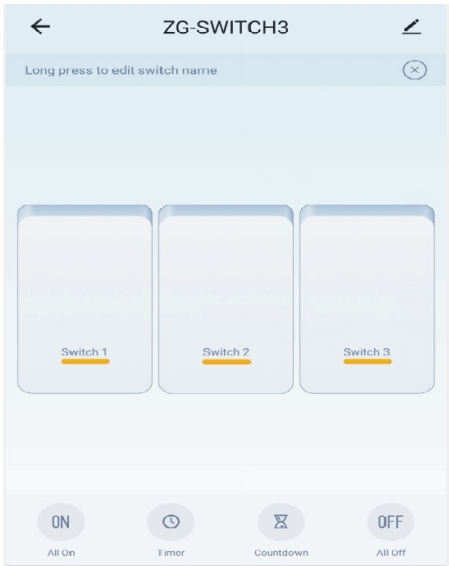 ZG-SWITCH3
Long press to edit switch name
Switch 1
Switch 2
Switch 3
ON
OFF
All On
Timer
Countdown
All Off